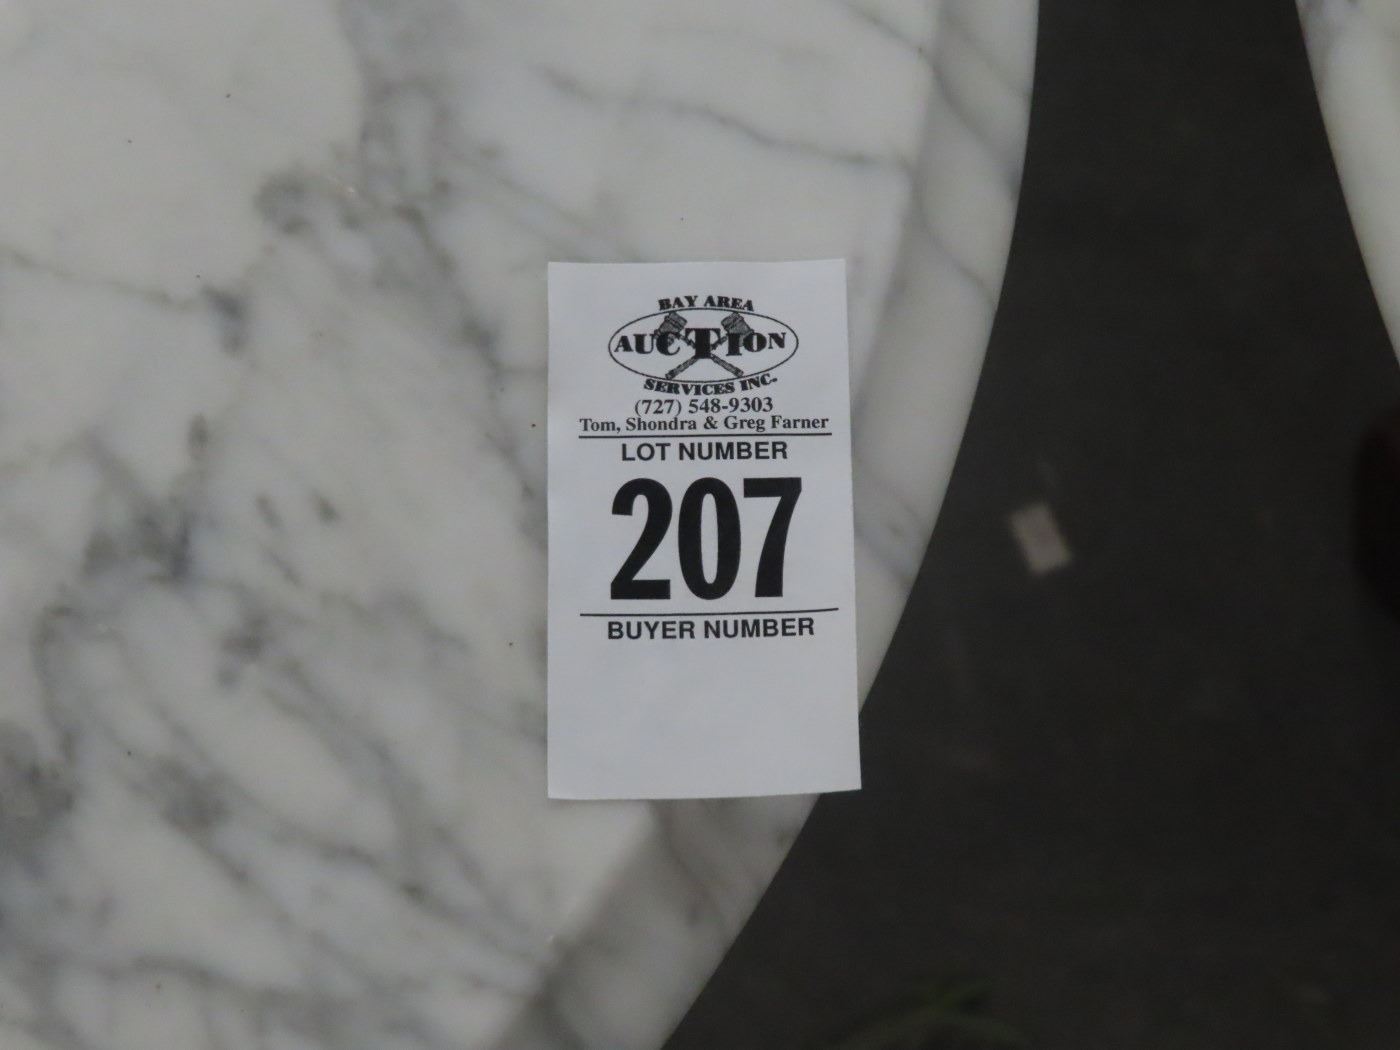 BAY AREA
AUCTION
SERVICES INC.
(727) 548-9303
Tom, Shondra & Greg Farner
LOT NUMBER
207
BUYER NUMBER